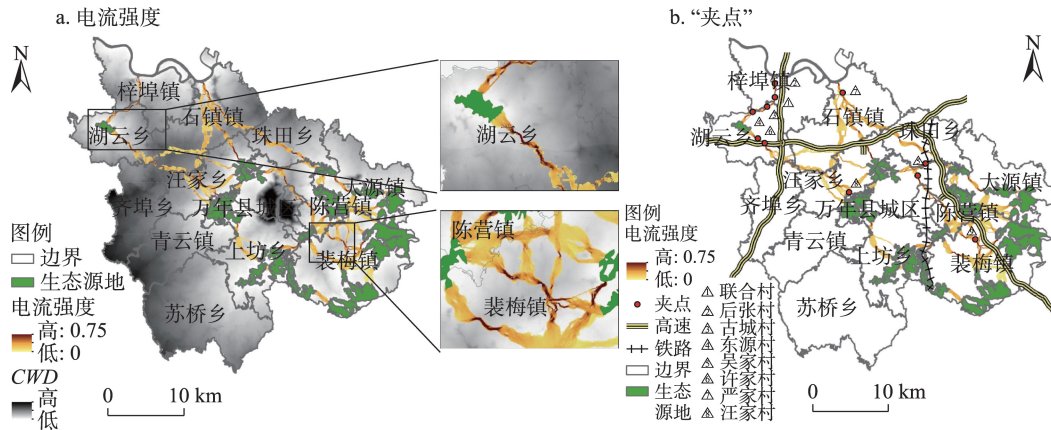 a. 电流强度
N
梓埠镇
石镇镇
湖云乡
珠田乡
汪家乡
大源镇
齐埠乡
万年县城区
陈营镇
青云镇
上坊乡
裴梅镇
苏桥乡
图例
边界
生态源地
电流强度
高: 0.75
低: 0
CWD
高
低
0 10 km
湖云乡
陈营镇
裴梅镇
b. “夹点”
N
梓埠镇
石镇镇
湖云乡
珠田乡
汪家乡
大源镇
齐埠乡
万年县城区
陈营镇
青云镇
上坊乡
裴梅镇
苏桥乡
图例
电流强度
高: 0.75
低: 0
夹点
高速
铁路
边界
生态
源地
联合村
后张村
古城村
东源村
吴家村
许家村
严家村
汪家村
0 10 km